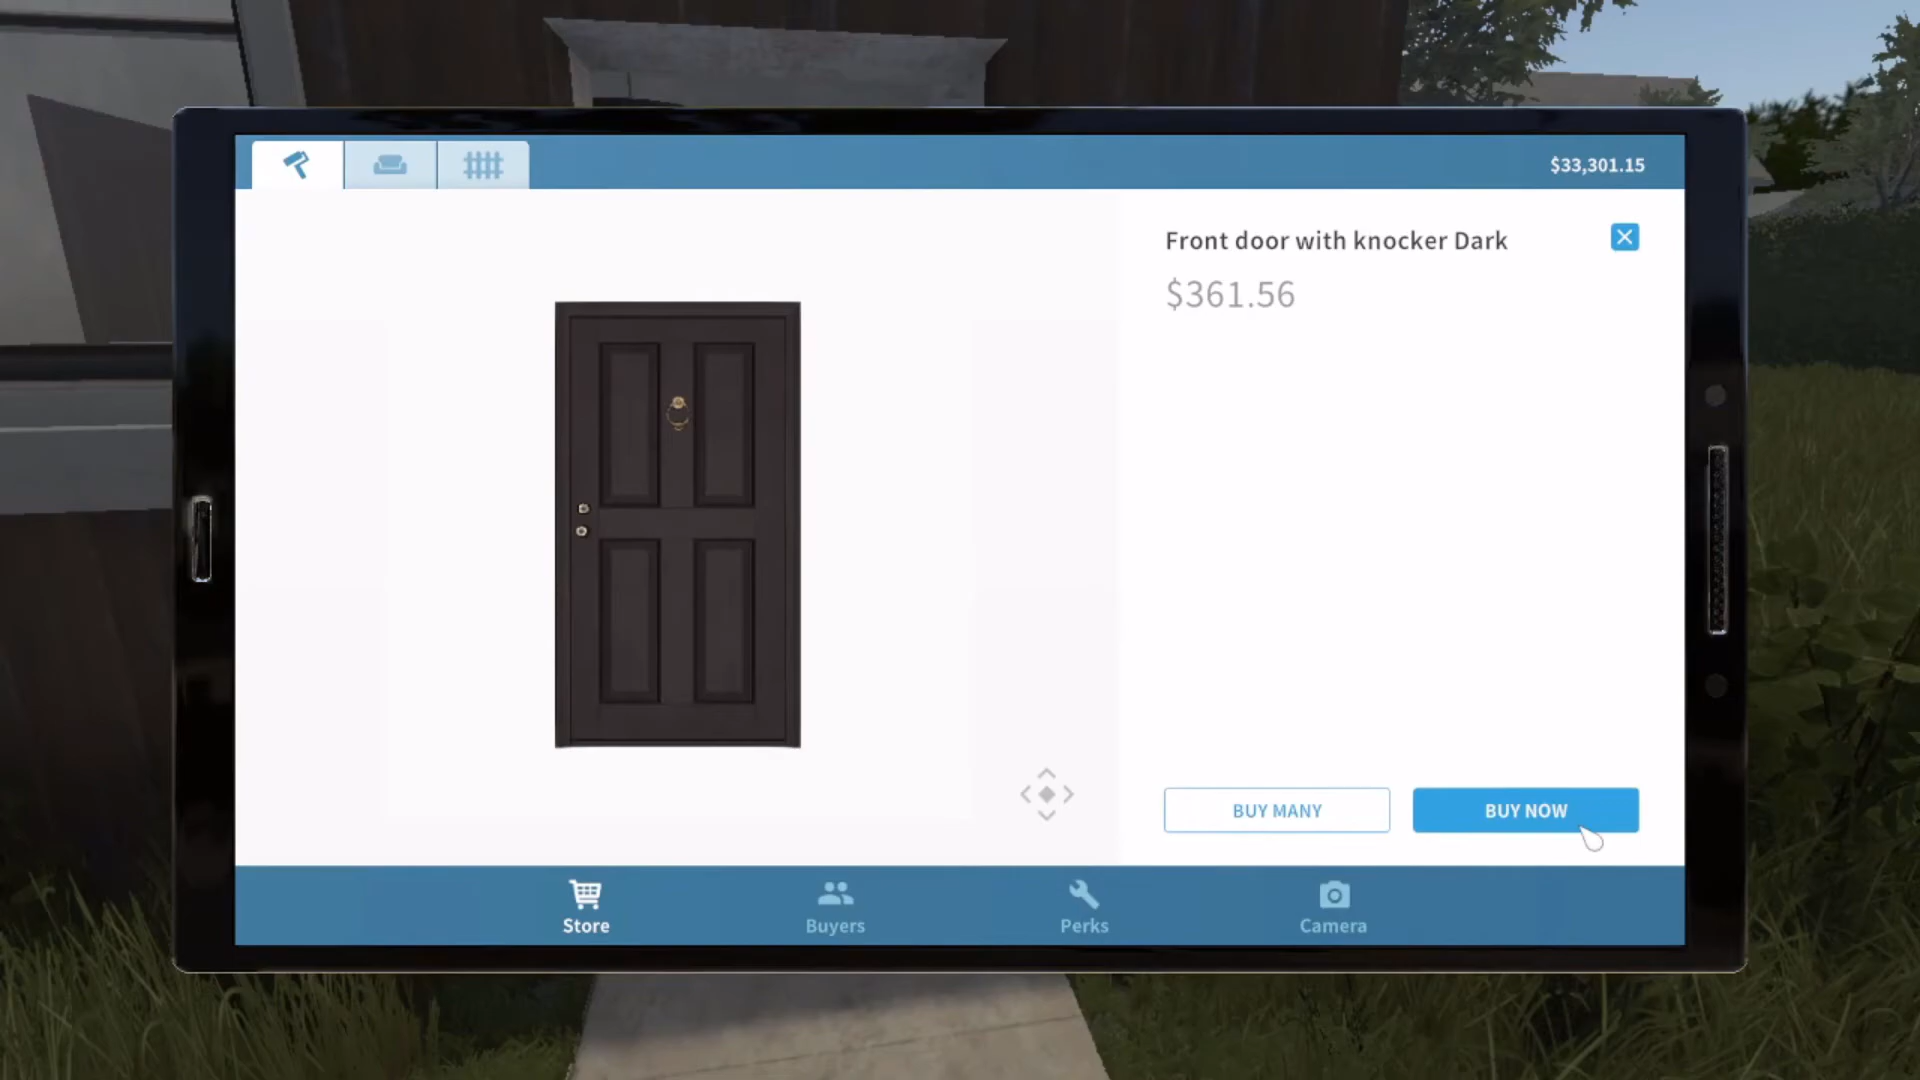 $33,301.15
Front door with knocker Dark
$361.56
BUY MANY
BUY NOW
Store
Buyers
Perks
Camera